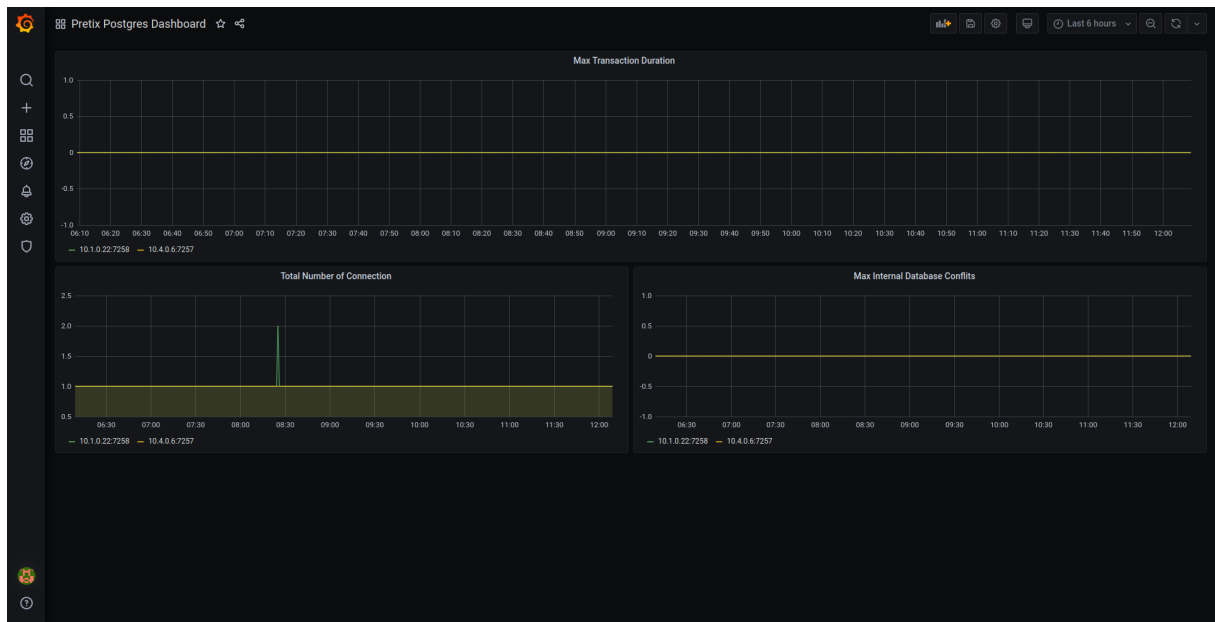 Pretix Postgres Dashboard
Last 6 hours
Max Transaction Duration
1.0
0.5
0
-0.5
-1.0
06:10 06:20 06:30 06:40 06:50 07:00 07:10 07:20 07:30 07:40 07:50 08:00 08:10 08:20 08:30 08:40 08:50 09:00 09:10 09:20 09:30 09:40 09:50 10:00 10:10 10:20 10:30 10:40 10:50 11:00 11:10 11:20 11:30 11:40 11:50 12:00
10.1.0.22:7258 10.4.0.6:7257
Total Number of Connection
2.5
2.0
1.5
1.0
0.5
06:30 07:00 07:30 08:00 08:30 09:00 09:30 10:00 10:30 11:00 11:30 12:00
10.1.0.22:7258 10.4.0.6:7257
Max Internal Database Conflits
1.0
0.5
0
-0.5
-1.0
06:30 07:00 07:30 08:00 08:30 09:00 09:30 10:00 10:30 11:00 11:30 12:00
10.1.0.22:7258 10.4.0.6:7257